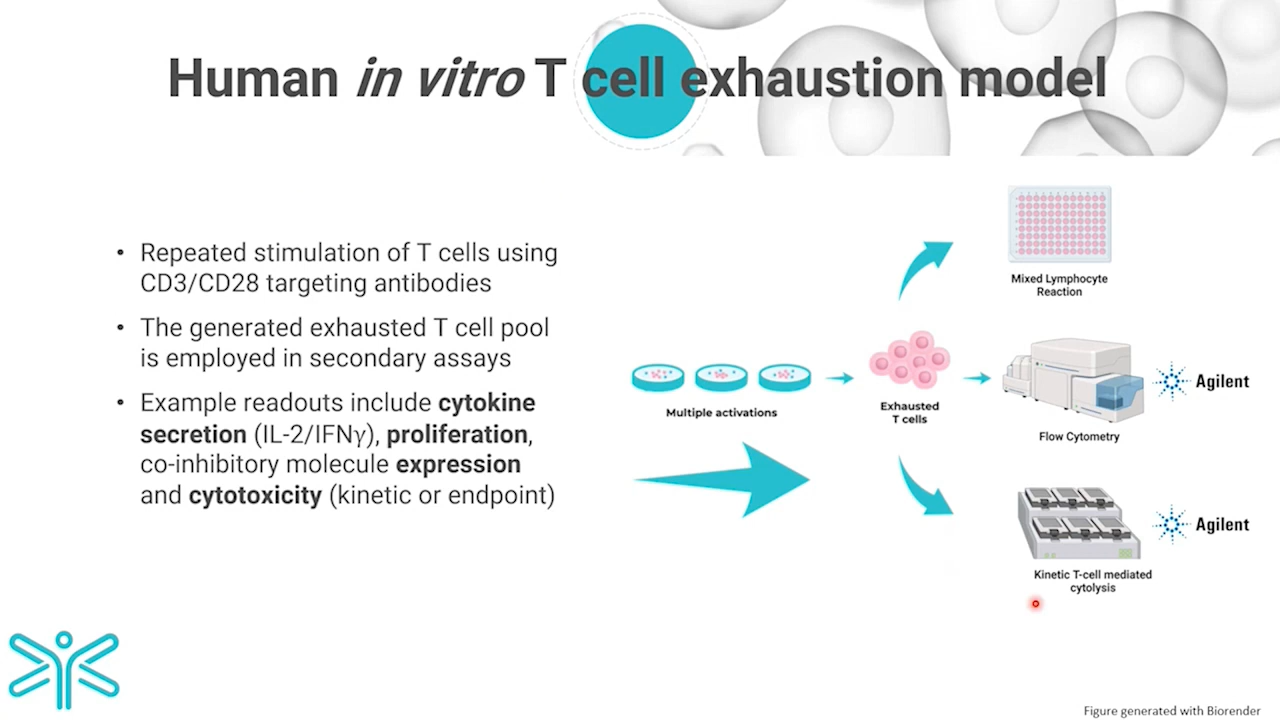 Human in vitro T cell exhaustion model
• Repeated stimulation of T cells using
CD3/CD28 targeting antibodies
• The generated exhausted T cell pool
is employed in secondary assays
• Example readouts include cytokine
secretion (IL-2/IFNγ), proliferation,
co-inhibitory molecule expression
and cytotoxicity (kinetic or endpoint)
Multiple activations
Exhausted
T cells
Mixed Lymphocyte
Reaction
Agilent
Flow Cytometry
Agilent
Kinetic T-cell mediated
cytolysis
Figure generated with Biorender